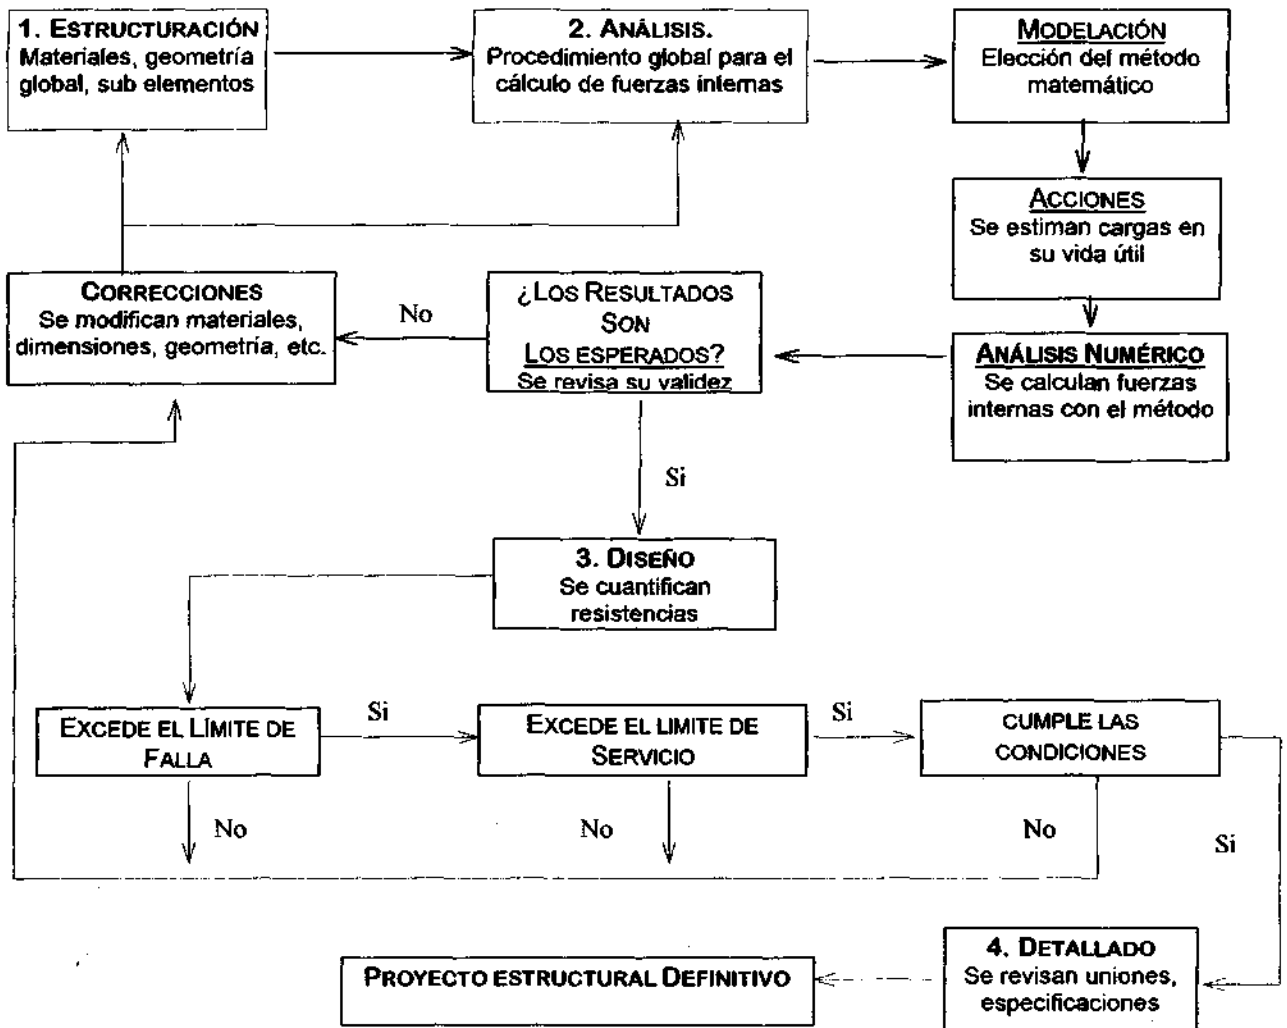 1. ESTRUCTURACIÓN
Materiales, geometría
global, sub elementos
2. ANÁLISIS.
Procedimiento global para el
cálculo de fuerzas internas
MODELACIÓN
Elección del método
matemático
ACCIONES
Se estiman cargas en
su vida útil
ANÁLISIS NUMÉRICO
Se calculan fuerzas
internas con el método
¿LOS RESULTADOS
SON
LOS ESPERADOS?
Se revisa su validez
No
CORRECCIONES
Se modifican materiales,
dimensiones, geometría, etc.
Si
3. DISEÑO
Se cuantifican
resistencias
EXCEDE EL LÍMITE DE
FALLA
Si
EXCEDE EL LIMITE DE
SERVICIO
Si
CUMPLE LAS
CONDICIONES
No
No
No
Si
4. DETALLADO
Se revisan uniones,
especificaciones
PROYECTO ESTRUCTURAL DEFINITIVO